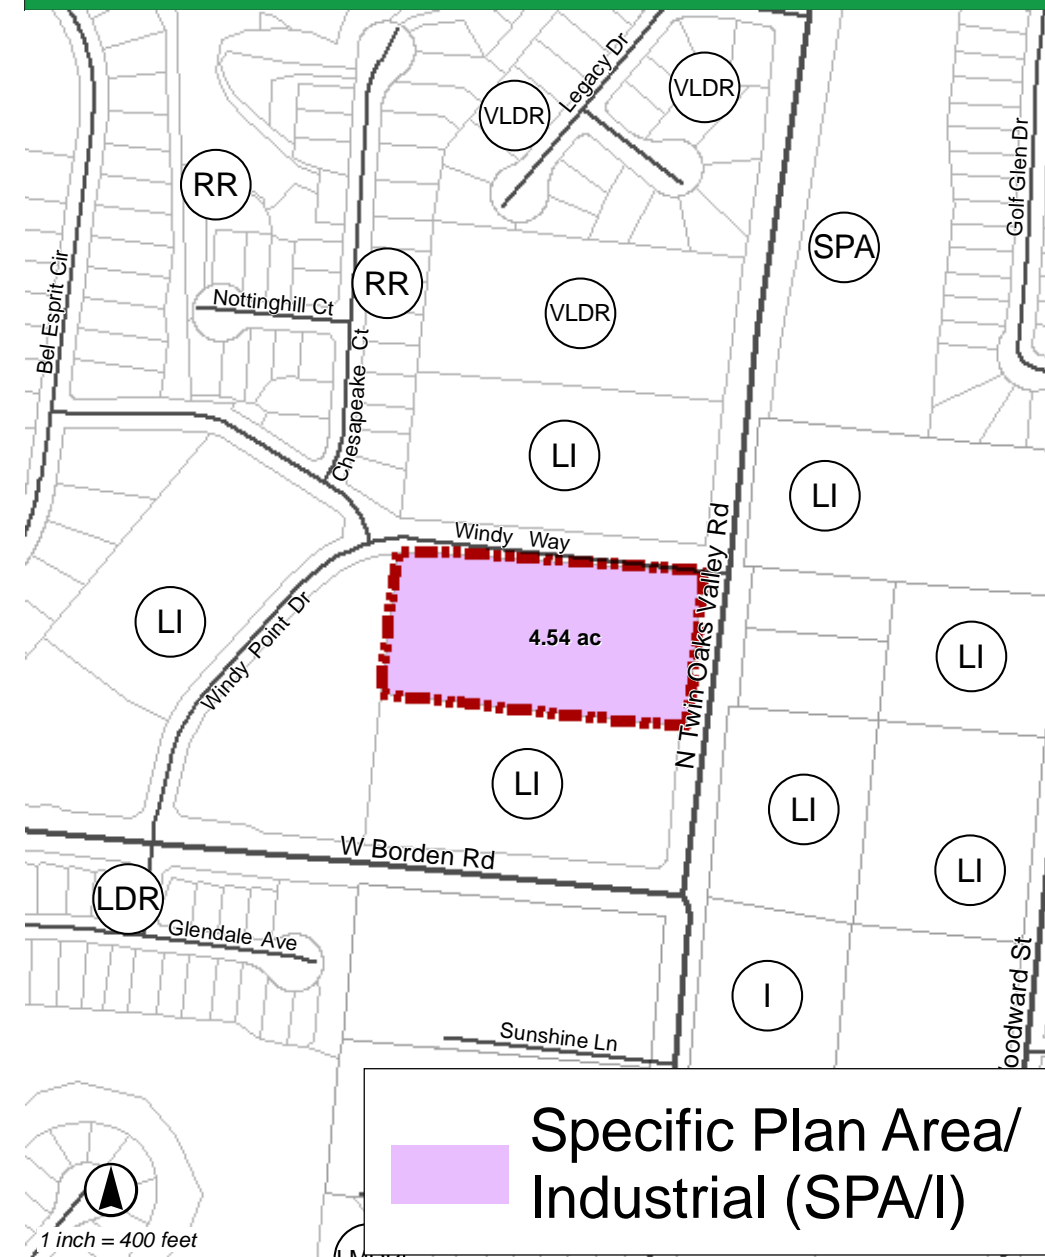 Legacy Dr
VLDR
VLDR
Golf Glen Dr
RR
SPA
Bel Esprit Cir
RR
Nottinghill Ct
VLDR
Chesapeake Ct
LI
LI
Windy Way
N Twin Oaks Valley Rd
4.54 ac
LI
Windy Point Dr
LI
LI
LI
W Borden Rd
LI
LDR
Glendale Ave
I
oodward St
Sunshine Ln
Specific Plan Area/
Industrial (SPA/I)
1 inch = 400 feet